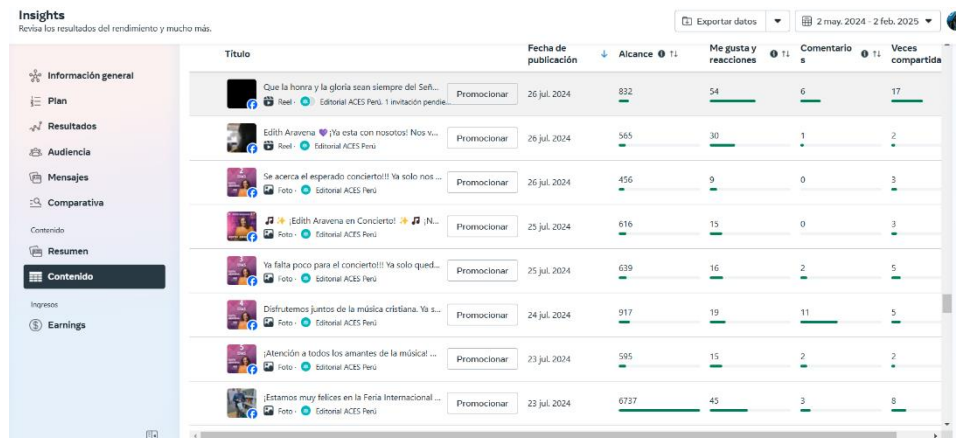 Insights
Revisa los resultados del rendimiento y mucho más.
Exportar datos
2 may. 2024 - 2 feb. 2025
Información general
Plan
Resultados
Audiencia
Mensajes
Comparativa
Contenido
Resumen
Contenido
Ingresos
Earnings
Título
Fecha de publicación
Alcance
Me gusta y reacciones
Comentarios
Veces compartida
Que la honra y la gloria sean siempre del Señ...
Reel · Editorial ACES Perú. 1 invitación pendie...
Promocionar
26 jul. 2024
832
54
6
17
Edith Aravena 💜 ¡Ya esta con nosotos! Nos v...
Reel · Editorial ACES Perú
Promocionar
26 jul. 2024
565
30
1
2
Se acerca el esperado concierto!!! Ya solo nos ...
Foto · Editorial ACES Perú
Promocionar
26 jul. 2024
456
9
0
3
🎵 ✨ ¡Edith Aravena en Concierto! ✨ 🎵 ¡N...
Foto · Editorial ACES Perú
Promocionar
25 jul. 2024
616
15
0
3
Ya falta poco para el concierto!!! Ya solo qued...
Foto · Editorial ACES Perú
Promocionar
25 jul. 2024
639
16
2
5
Disfrutemos juntos de la música cristiana. Ya s...
Foto · Editorial ACES Perú
Promocionar
24 jul. 2024
917
19
11
5
¡Atención a todos los amantes de la música! ...
Foto · Editorial ACES Perú
Promocionar
23 jul. 2024
595
15
2
2
¡Estamos muy felices en la Feria Internacional ...
Foto · Editorial ACES Perú
Promocionar
23 jul. 2024
6737
45
3
8